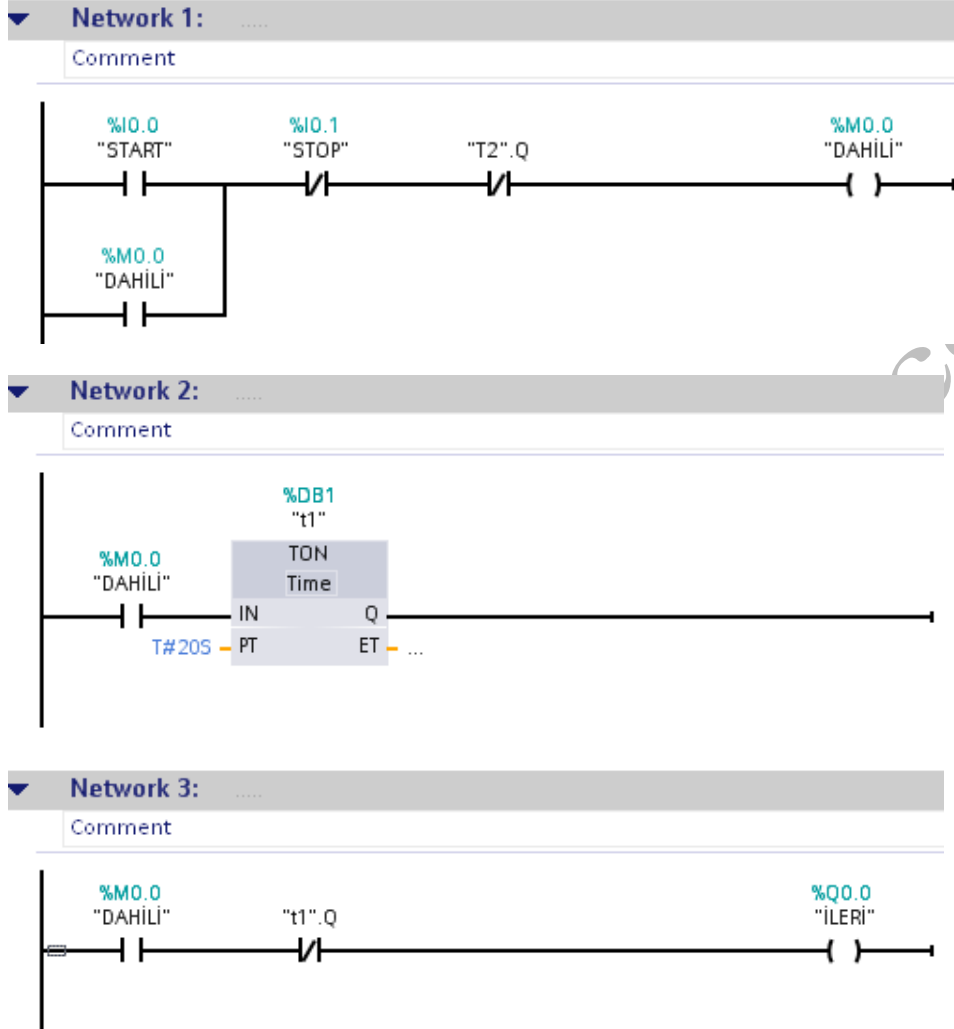 Network 1: .....
Comment
%I0.0 %I0.1 %M0.0
"START" "STOP" "T2".Q "DAHİLİ"
%M0.0
"DAHİLİ"
Network 2: .....
Comment
%DB1
"t1"
TON
Time
%M0.0
"DAHİLİ"
IN Q
T#20S PT ET ...
Network 3: .....
Comment
%M0.0 %Q0.0
"DAHİLİ" "t1".Q "İLERİ"